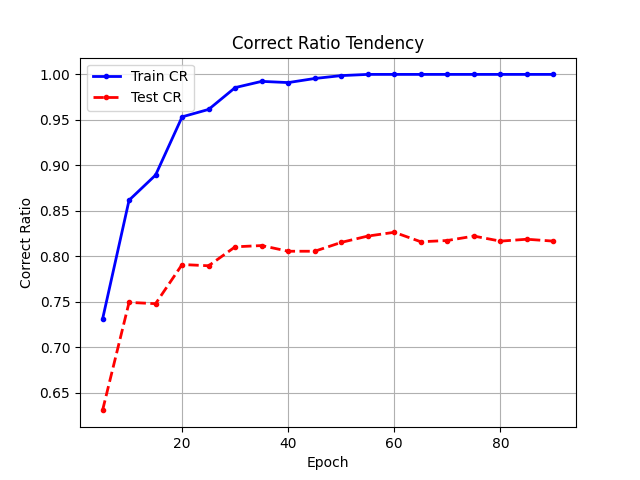 Correct Ratio Tendency
Train CR
Test CR
Correct Ratio
1.00
0.95
0.90
0.85
0.80
0.75
0.70
0.65
20 40 60 80
Epoch